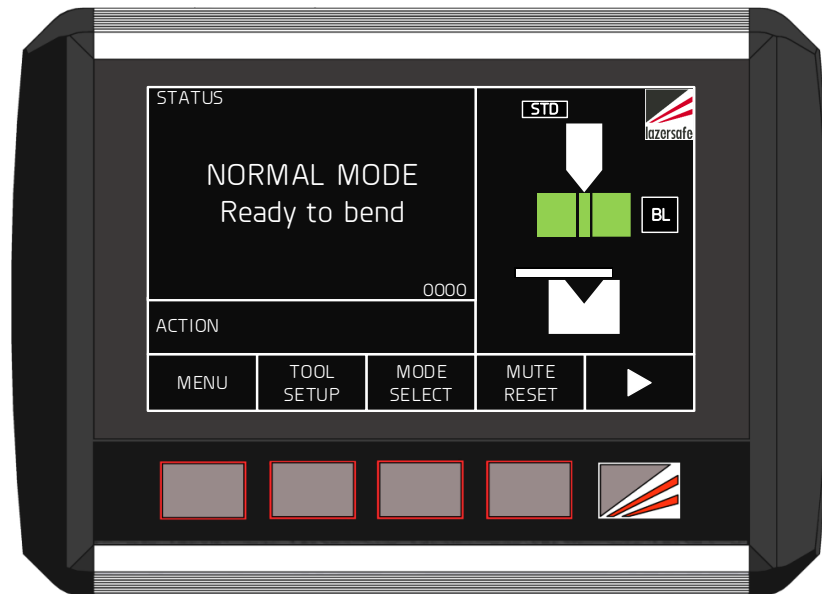 STATUS
NORMAL MODE
Ready to bend
0000
ACTION
STD
lazersafe
BL
MENU
TOOL
SETUP
MODE
SELECT
MUTE
RESET